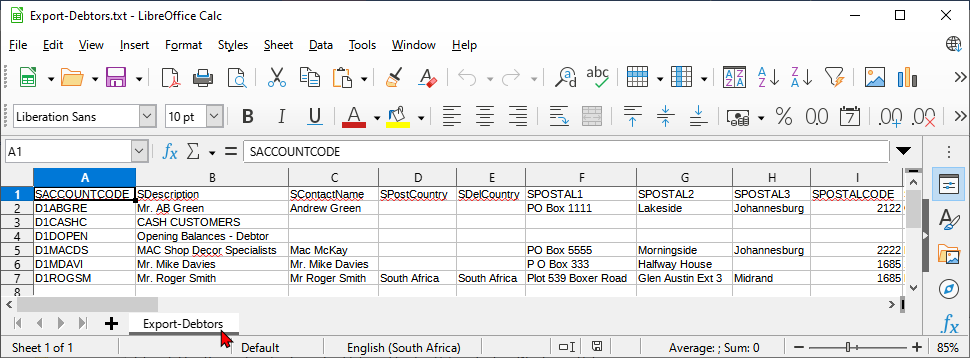 Export-Debtors.txt - LibreOffice Calc
File Edit View Insert Format Styles Sheet Data Tools Window Help
Liberation Sans 10 pt B I U A % 0.0 7 .00 .00
A1 fx Σ = SACCOUNTCODE
A B C D E F G H I
1 SACCOUNTCODE SDescription SContactName SPostCountry SDelCountry SPOSTAL1 SPOSTAL2 SPOSTAL3 SPOSTALCODE
2 D1ABGRE Mr. AB Green Andrew Green PO Box 1111 Lakeside Johannesburg 2122
3 D1CASHC CASH CUSTOMERS
4 D1DOPEN Opening Balances - Debtor
5 D1MACDS MAC Shop Decor Specialists Mac McKay PO Box 5555 Morningside Johannesburg 2222
6 D1MDAVI Mr. Mike Davies Mr. Mike Davies P O Box 333 Halfway House 1685
7 D1ROGSM Mr. Roger Smith Mr Roger Smith South Africa South Africa Plot 539 Boxer Road Glen Austin Ext 3 Midrand 1685
8
Export-Debtors
Sheet 1 of 1 Default English (South Africa) Average: ; Sum: 0 85%